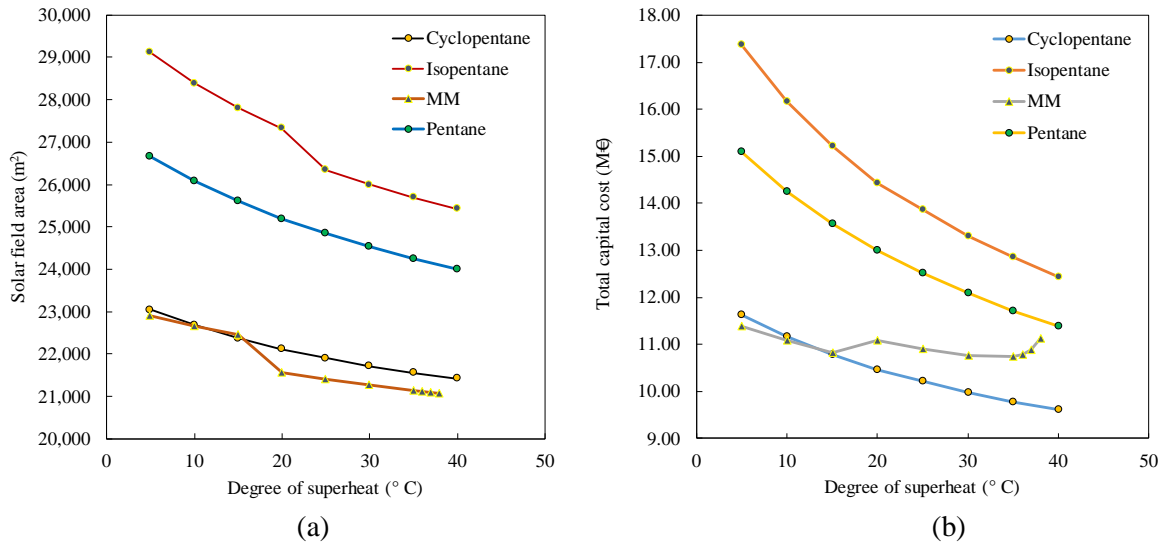 30,000
29,000
28,000
27,000
26,000
25,000
24,000
23,000
22,000
21,000
20,000
Solar field area (m²)
0 10 20 30 40 50
Degree of superheat (° C)
Cyclopentane
Isopentane
MM
Pentane
(a)
18.00
17.00
16.00
15.00
14.00
13.00
12.00
11.00
10.00
9.00
Total capital cost (M€)
0 10 20 30 40 50
Degree of superheat (° C)
Cyclopentane
Isopentane
MM
Pentane
(b)